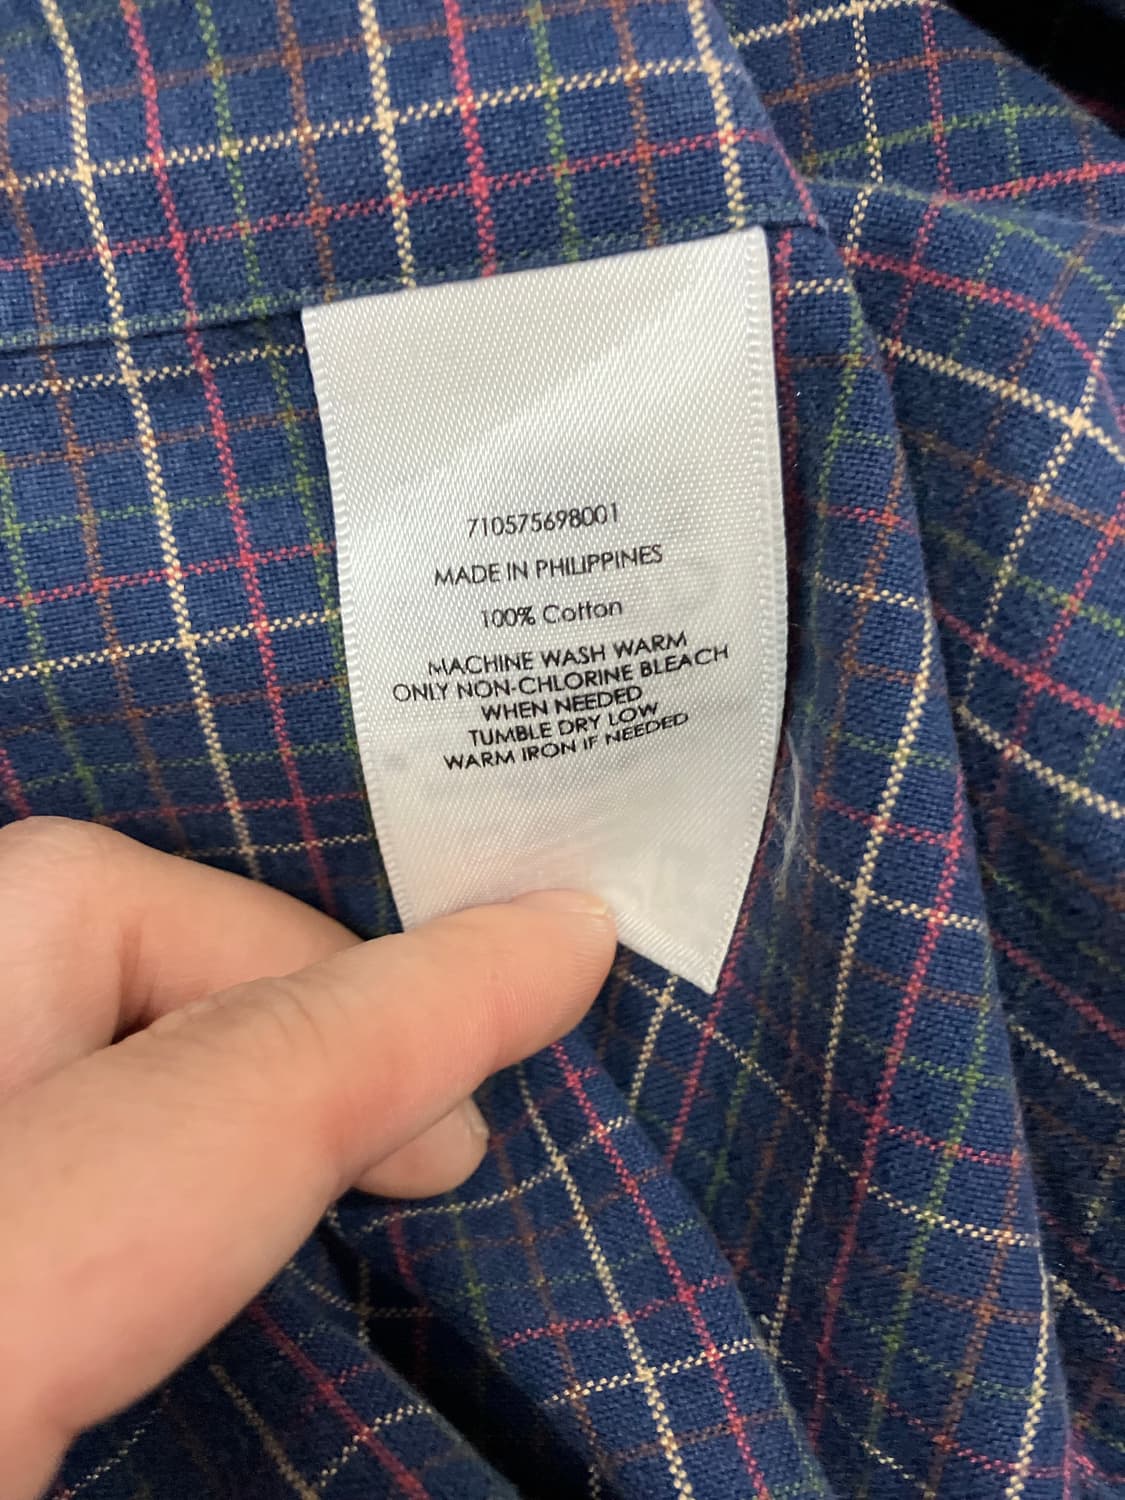 710575698001
MADE IN PHILIPPINES
100% Cotton
MACHINE WASH WARM
ONLY NON-CHLORINE BLEACH
WHEN NEEDED
TUMBLE DRY LOW
WARM IRON IF NEEDED